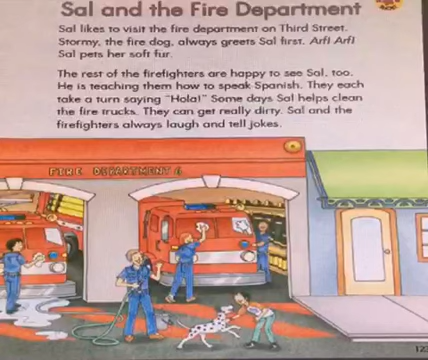 Sal and the Fire Department
Sal likes to visit the fire department on Third Street.
Stormy, the fire dog, always greets Sal first. Arf! Arf!
Sal pets her soft fur.
The rest of the firefighters are happy to see Sal, too.
He is teaching them how to speak Spanish. They each
take a turn saying "Hola!" Some days Sal helps clean
the fire trucks. They can get really dirty. Sal and the
firefighters always laugh and tell jokes.
FIRE DEPARTMENT 6